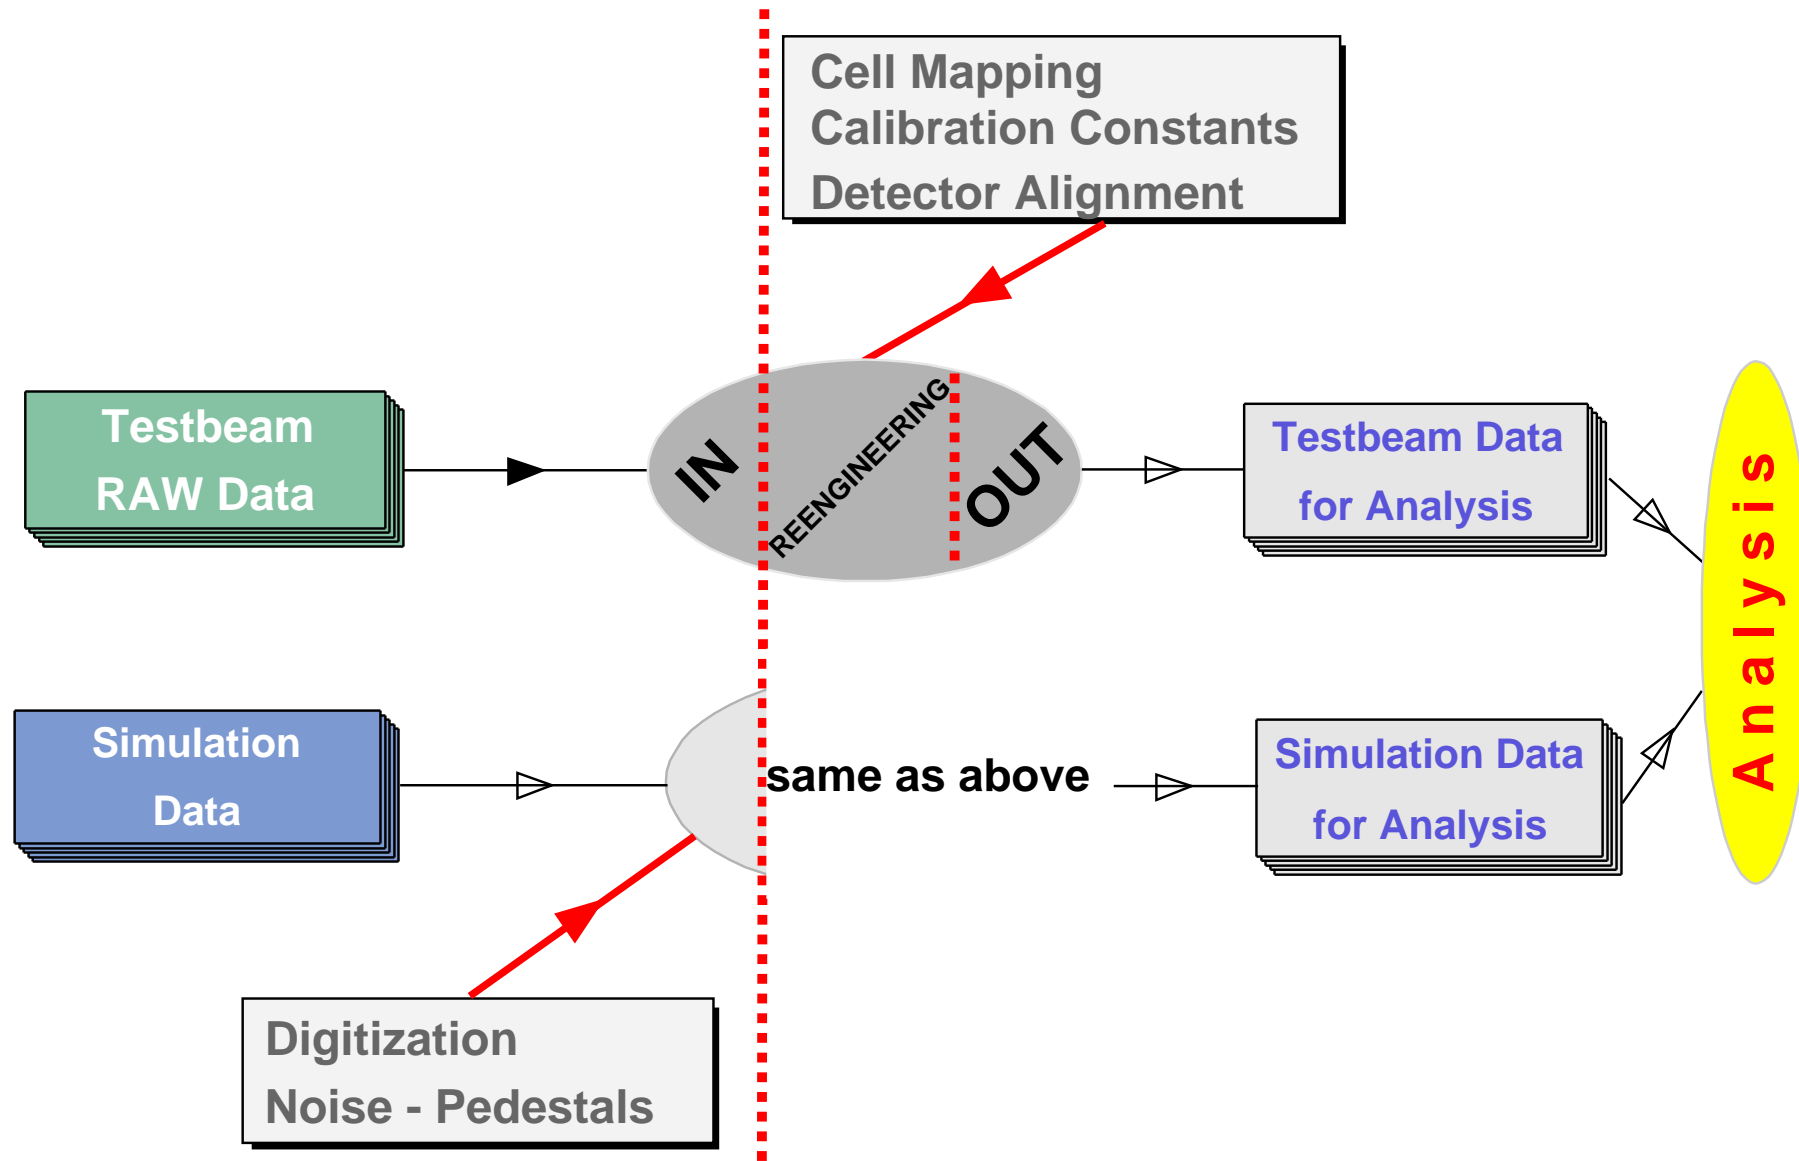 Cell Mapping
Calibration Constants
Detector Alignment
Testbeam
RAW Data
IN
REENGINEERING
OUT
Testbeam Data
for Analysis
Analysis
Simulation
Data
same as above
Simulation Data
for Analysis
Digitization
Noise - Pedestals